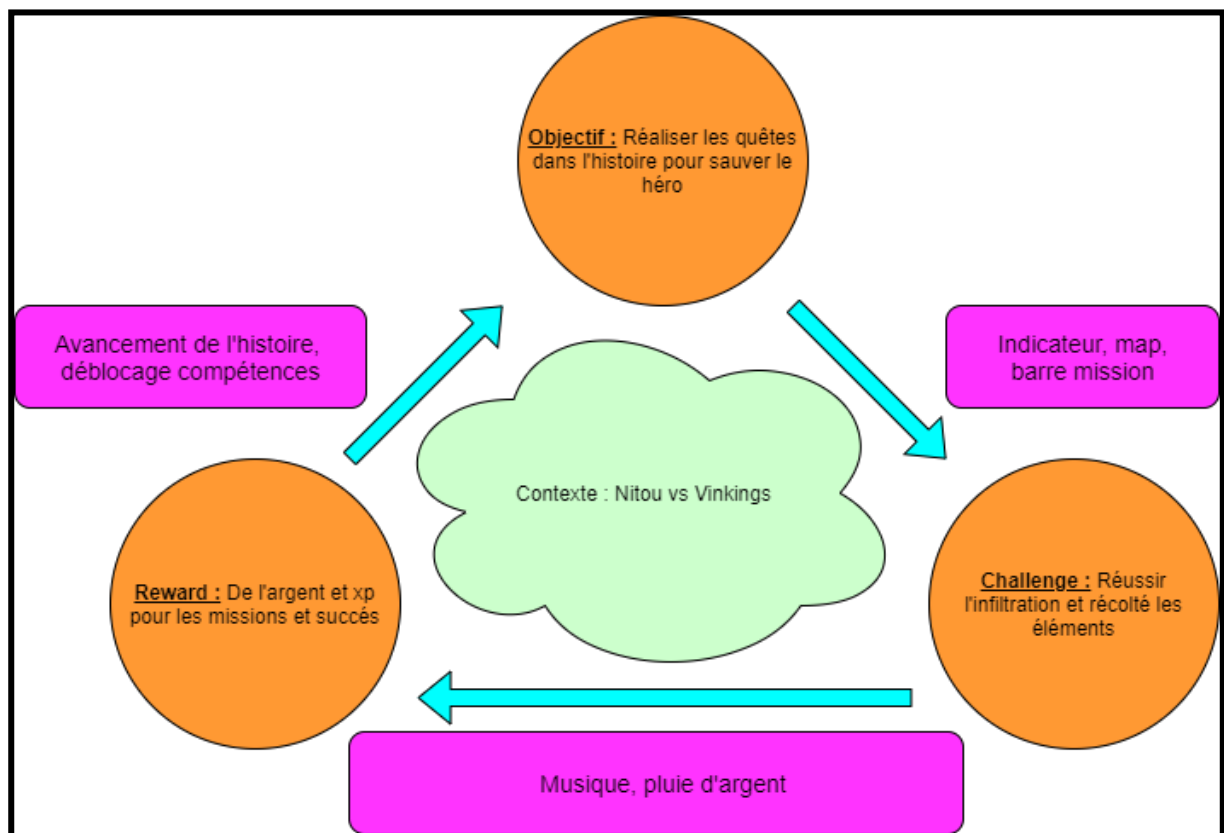 Objectif : Réaliser les quêtes
dans l'histoire pour sauver le
héro
Avancement de l'histoire,
déblocage compétences
Indicateur, map,
barre mission
Contexte : Nitou vs Vinkings
Reward : De l'argent et xp
pour les missions et succés
Challenge : Réussir
l'infiltration et récolté les
éléments
Musique, pluie d'argent